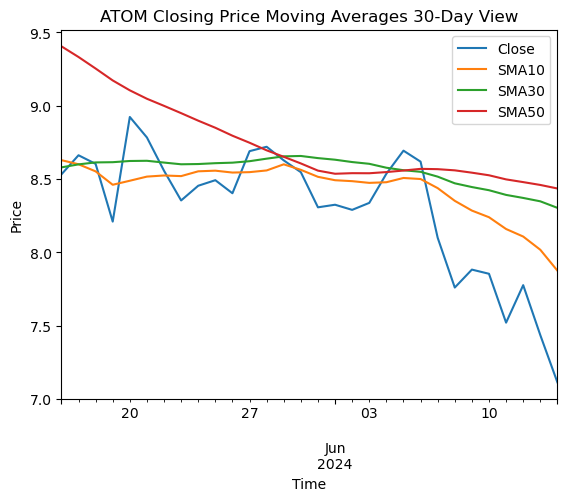 ATOM Closing Price Moving Averages 30-Day View
9.5
9.0
8.5
8.0
7.5
7.0
Price
Close
SMA10
SMA30
SMA50
20
27
03
10
Jun
2024
Time